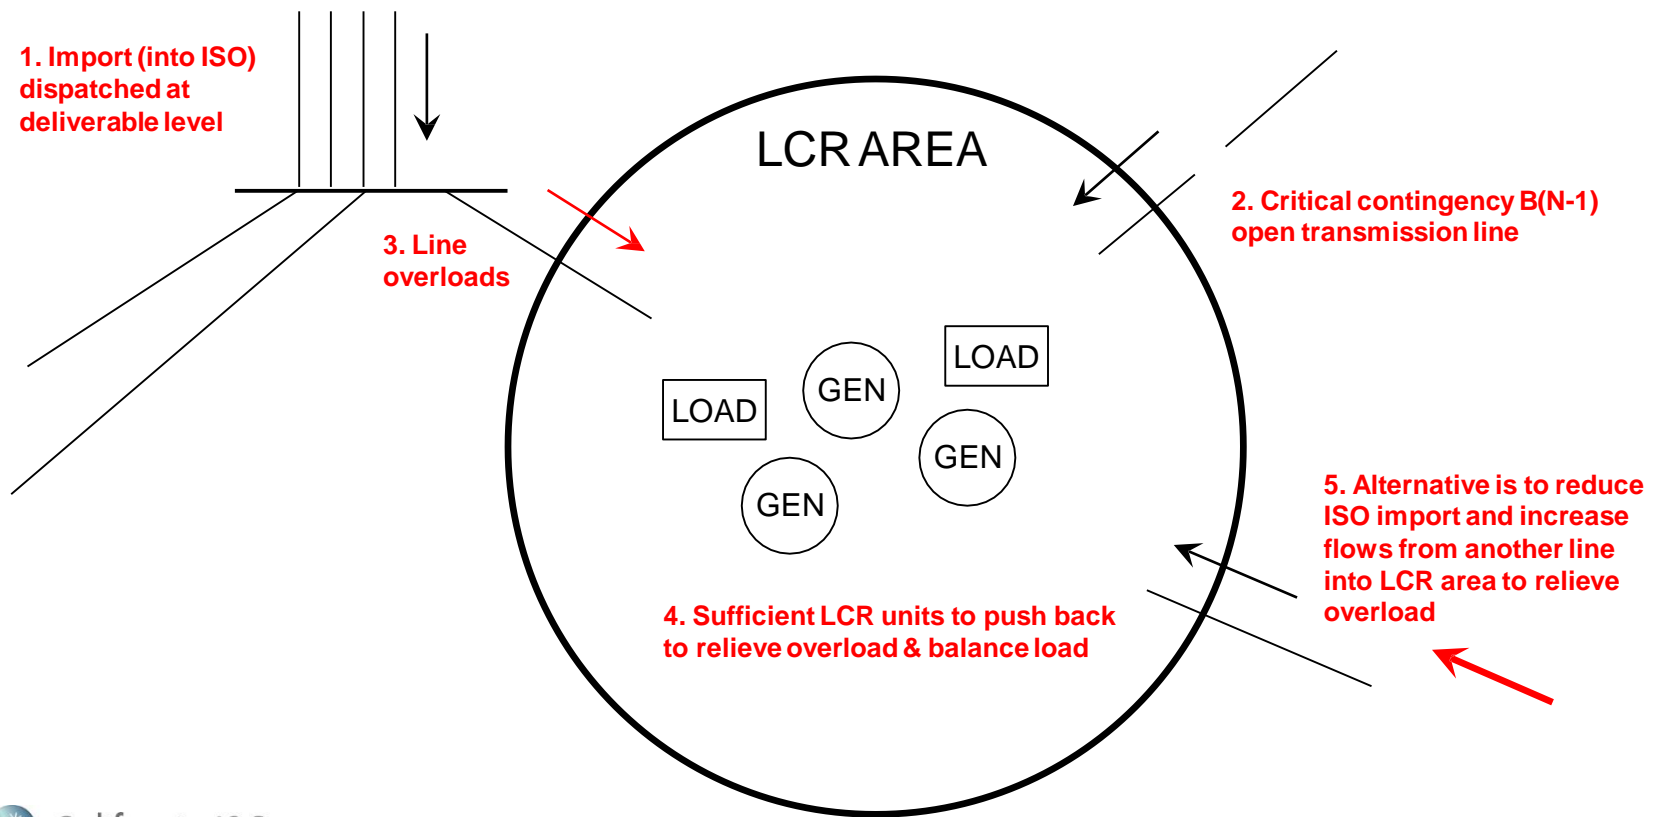 1. Import (into ISO)
dispatched at
deliverable level
LCR AREA
2. Critical contingency B(N-1)
open transmission line
3. Line
overloads
LOAD
GEN
LOAD
GEN
GEN
4. Sufficient LCR units to push back
to relieve overload & balance load
5. Alternative is to reduce
ISO import and increase
flows from another line
into LCR area to relieve
overload